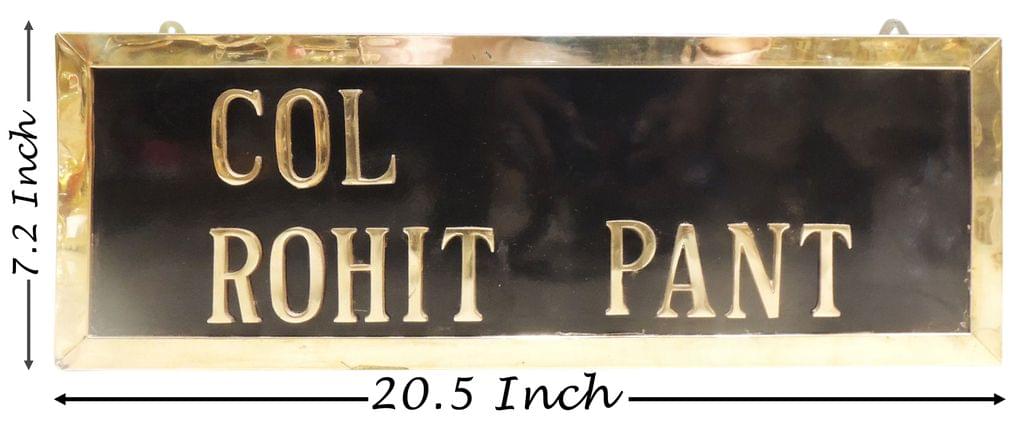 COL
ROHIT PANT
7.2 Inch
20.5 Inch